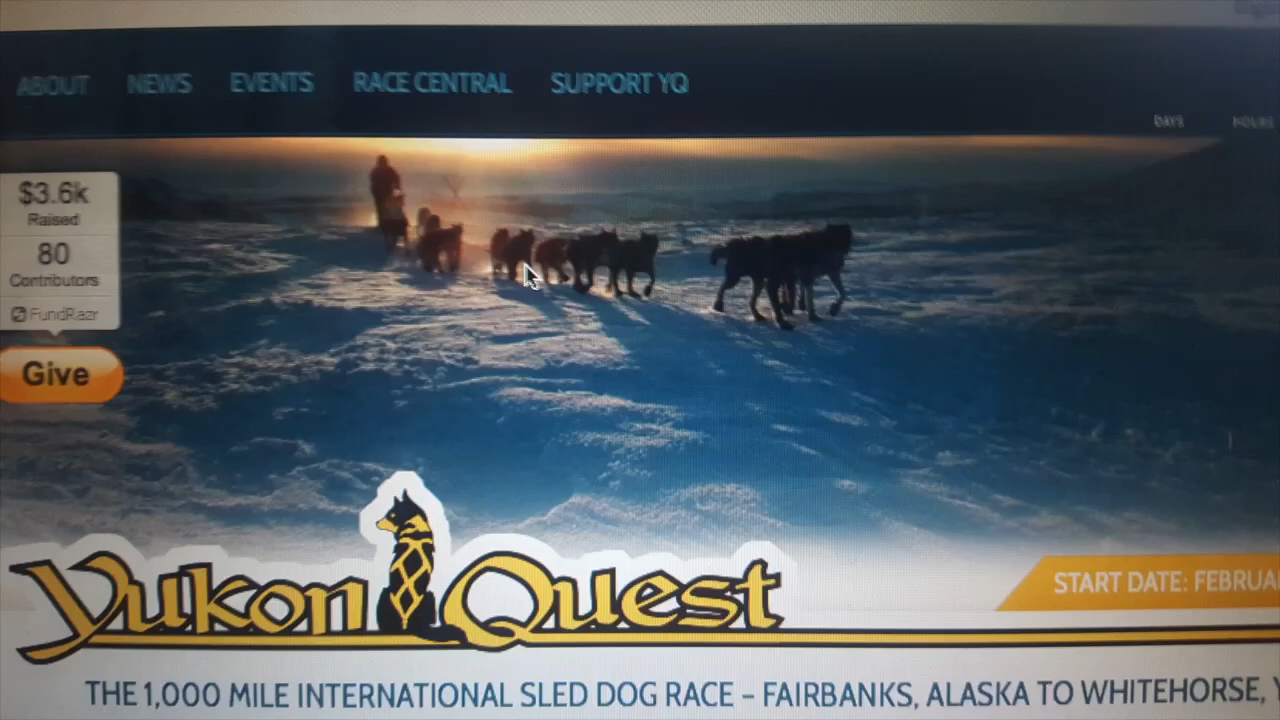 ABOUT NEWS EVENTS RACE CENTRAL SUPPORT YQ
DAYS HOURS
$3.6k
Raised
80
Contributors
FundRazr
Give
Yukon Quest
START DATE: FEBRUA
THE 1,000 MILE INTERNATIONAL SLED DOG RACE – FAIRBANKS, ALASKA TO WHITEHORSE, Y